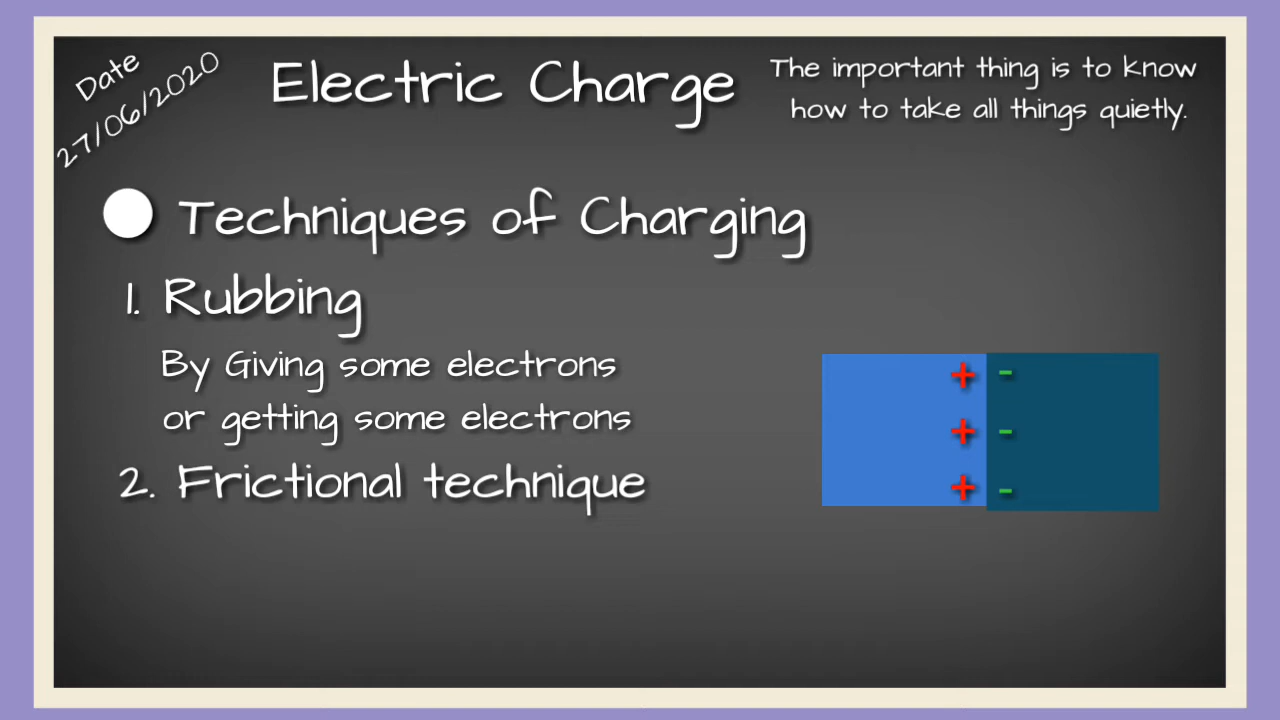 Date
27/06/2020
Electric Charge
The important thing is to know
how to take all things quietly.
Techniques of Charging
1. Rubbing
By Giving some electrons
or getting some electrons
2. Frictional technique
+ -
+ -
+ -